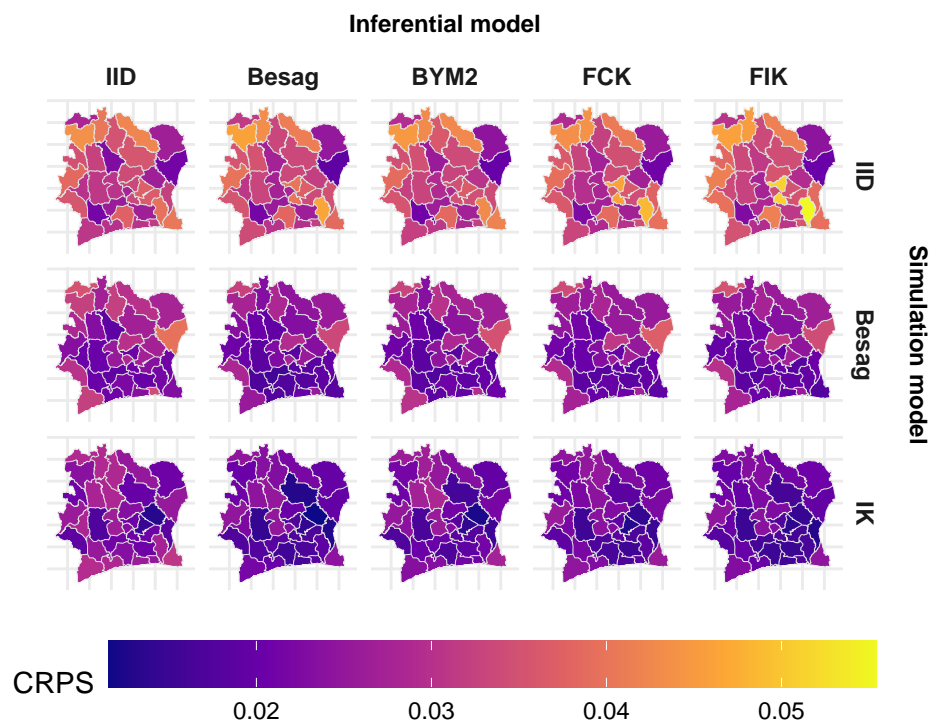 Inferential model
IID Besag BYM2 FCK FIK
IID
Besag
IK
Simulation model
CRPS
0.02 0.03 0.04 0.05